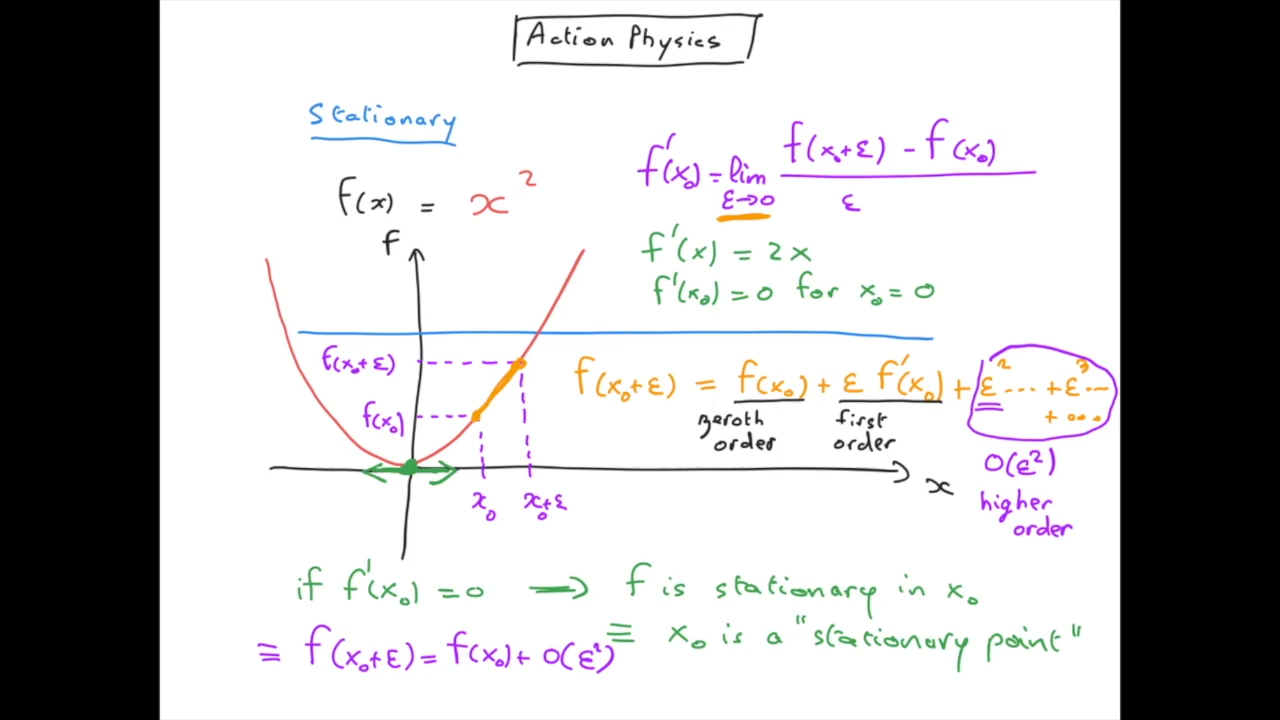 Action Physics
Stationary
f'(x₀) = lim ε→0 f(x₀+ε) - f(x₀) / ε
f(x) = x²
f
f'(x) = 2x
f'(x₀) = 0 for x₀ = 0
f(x₀+ε)
f(x₀+ε) = f(x₀) + ε f'(x₀) + ε² ... + ε³ ...
+ ...
f(x₀)
zeroth order
first order
O(ε²)
higher order
x
x₀
x₀+ε
if f'(x₀) = 0 → f is stationary in x₀
≡ x₀ is a "stationary point"
≡ f(x₀+ε) = f(x₀) + O(ε²)